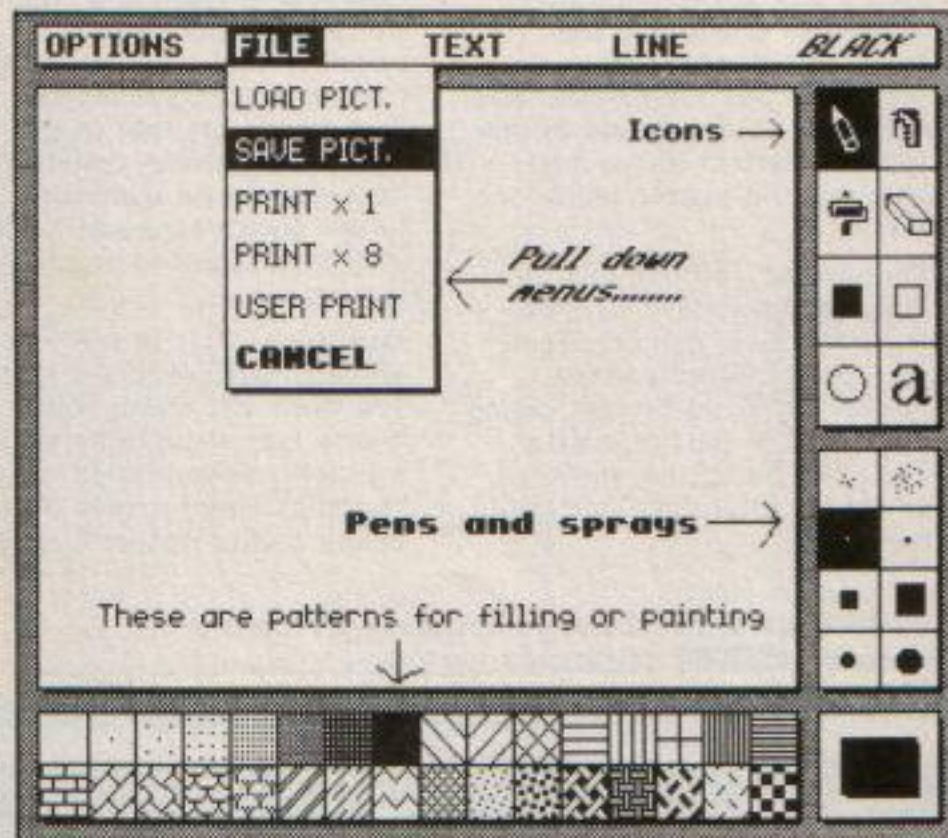 OPTIONS FILE TEXT LINE BLACK
LOAD PICT.
SAVE PICT.
PRINT × 1
PRINT × 8
USER PRINT
CANCEL
Icons
Pull down
menus........
a
Pens and sprays
These are patterns for filling or painting